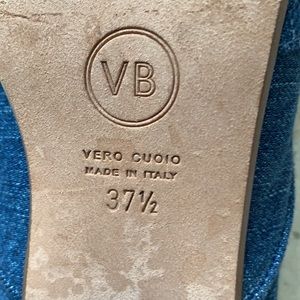 VB
VERO CUOIO
MADE IN ITALY
37½